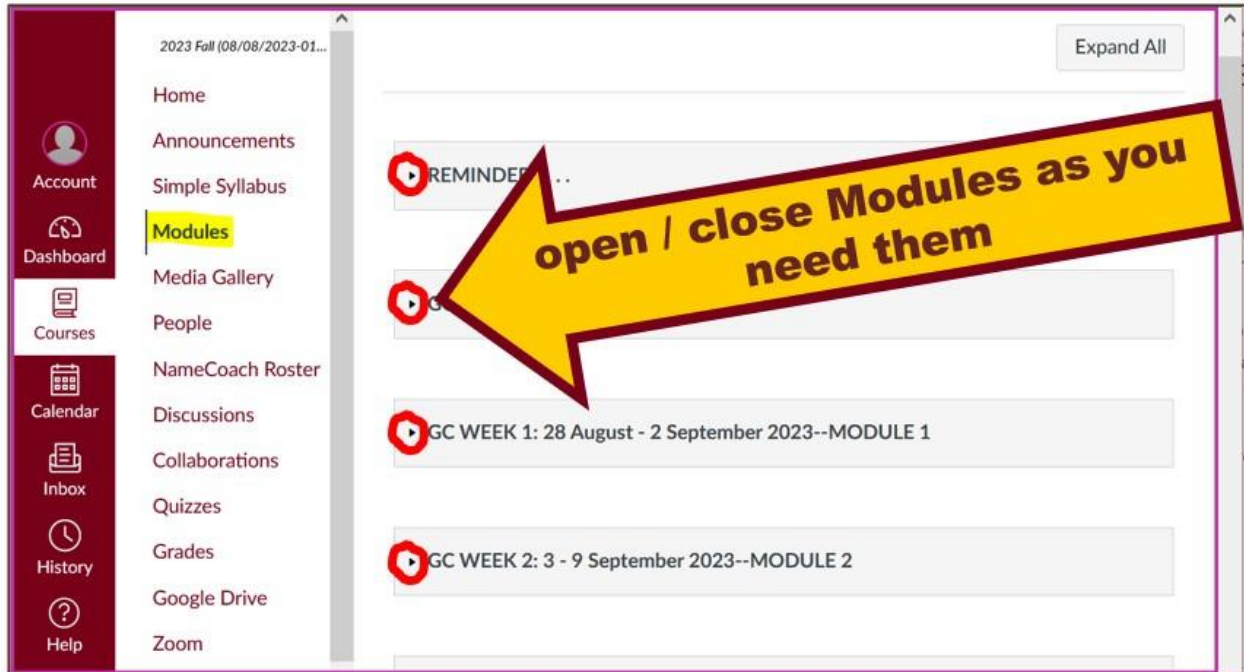 Account
Dashboard
Courses
Calendar
Inbox
History
Help
2023 Fall (08/08/2023-01...
Home
Announcements
Simple Syllabus
Modules
Media Gallery
People
NameCoach Roster
Discussions
Collaborations
Quizzes
Grades
Google Drive
Zoom
Expand All
open / close Modules as you
need them
GC WEEK 1: 28 August - 2 September 2023--MODULE 1
GC WEEK 2: 3 - 9 September 2023--MODULE 2